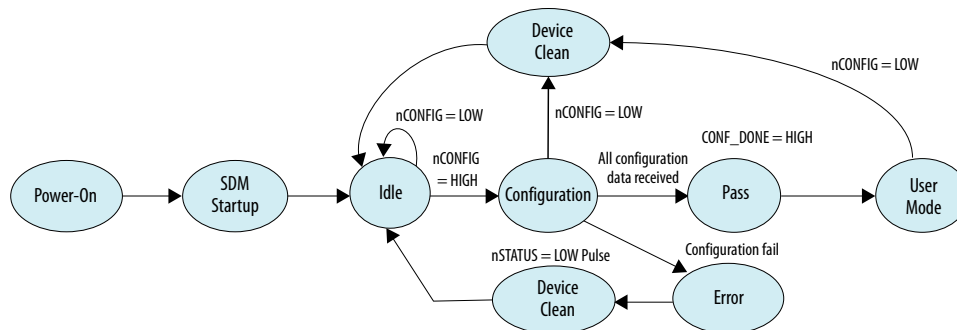 Device
Clean
nCONFIG = LOW
nCONFIG = LOW
nCONFIG = LOW
CONF_DONE = HIGH
nCONFIG
= HIGH
All configuration
data received
Power-On
SDM
Startup
Idle
Configuration
Pass
User
Mode
nSTATUS = LOW Pulse
Configuration fail
Device
Clean
Error